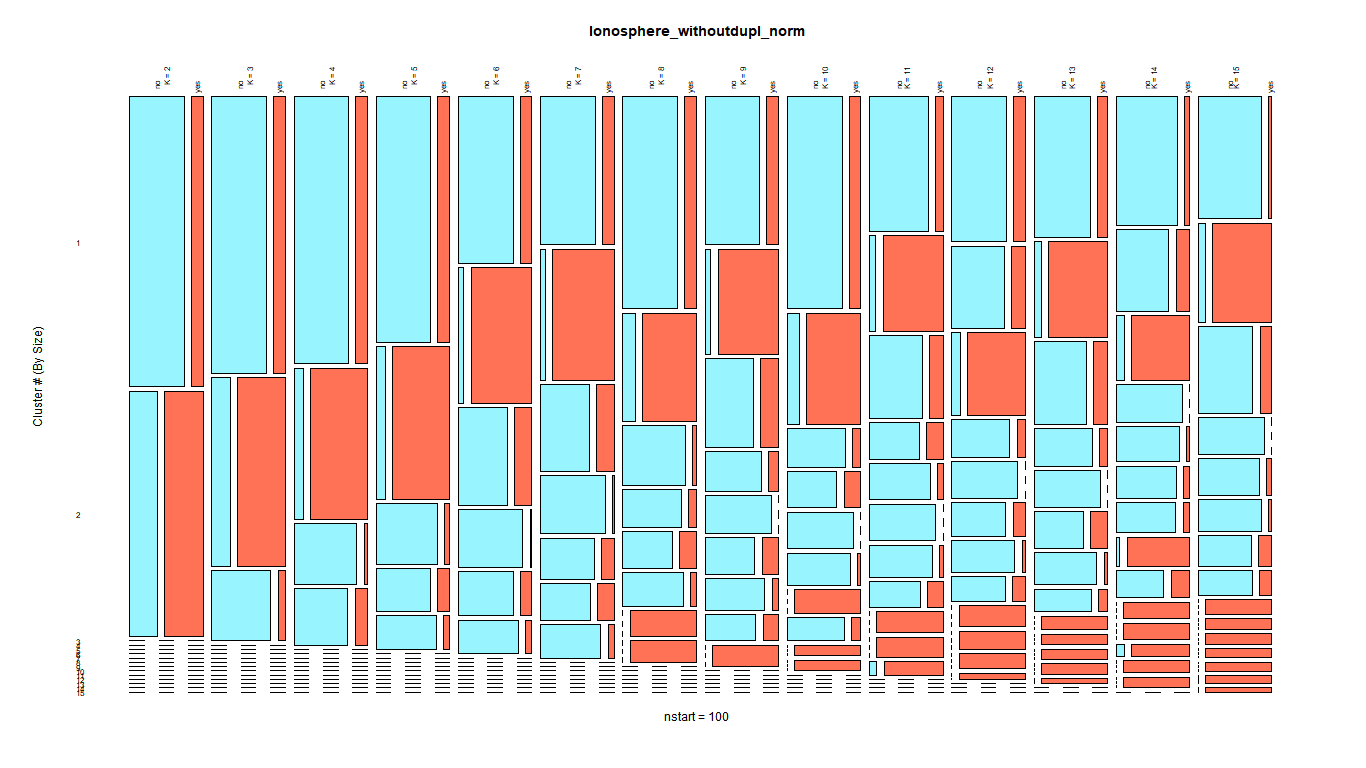 Ionosphere_withoutdupl_norm
no K = 2 yes
no K = 3 yes
no K = 4 yes
no K = 5 yes
no K = 6 yes
no K = 7 yes
no K = 8 yes
no K = 9 yes
no K = 10 yes
no K = 11 yes
no K = 12 yes
no K = 13 yes
no K = 14 yes
no K = 15 yes
Cluster # (By Size)
1
2
3
15
nstart = 100